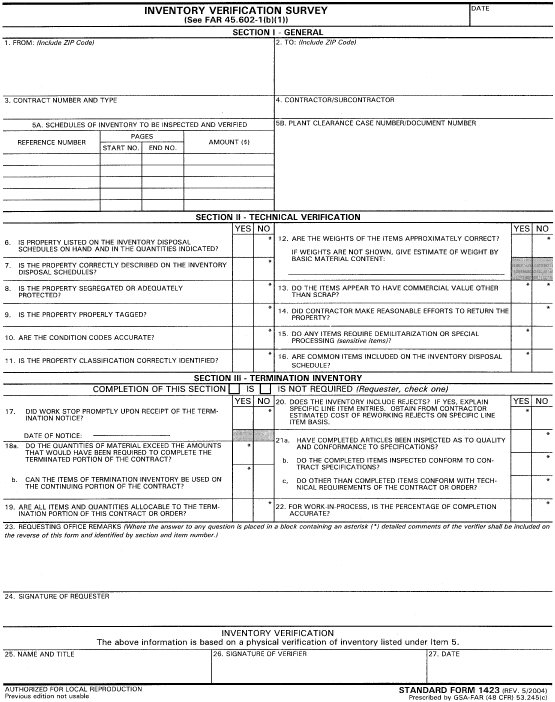 INVENTORY VERIFICATION SURVEY
(See FAR 45.602-1(b)(1))
DATE
SECTION I - GENERAL
1. FROM: (Include ZIP Code)
2. TO: (Include ZIP Code)
3. CONTRACT NUMBER AND TYPE
4. CONTRACTOR/SUBCONTRACTOR
5A. SCHEDULES OF INVENTORY TO BE INSPECTED AND VERIFIED
5B. PLANT CLEARANCE CASE NUMBER/DOCUMENT NUMBER
REFERENCE NUMBER
PAGES
START NO.
END NO.
AMOUNT ($)
SECTION II - TECHNICAL VERIFICATION
YES NO
YES NO
6. IS PROPERTY LISTED ON THE INVENTORY DISPOSAL
SCHEDULES ON HAND AND IN THE QUANTITIES INDICATED?
*
7. IS THE PROPERTY CORRECTLY DESCRIBED ON THE INVENTORY
DISPOSAL SCHEDULES?
*
8. IS PROPERTY SEGREGATED OR ADEQUATELY
PROTECTED?
*
9. IS THE PROPERTY PROPERLY TAGGED?
*
10. ARE THE CONDITION CODES ACCURATE?
*
11. IS THE PROPERTY CLASSIFICATION CORRECTLY IDENTIFIED?
*
12. ARE THE WEIGHTS OF THE ITEMS APPROXIMATELY CORRECT?
*
IF WEIGHTS ARE NOT SHOWN, GIVE ESTIMATE OF WEIGHT BY
BASIC MATERIAL CONTENT:
13. DO THE ITEMS APPEAR TO HAVE COMMERCIAL VALUE OTHER
THAN SCRAP?
* *
14. DID CONTRACTOR MAKE REASONABLE EFFORTS TO RETURN THE
PROPERTY?
*
15. DO ANY ITEMS REQUIRE DEMILITARIZATION OR SPECIAL
PROCESSING (sensitive items)?
*
16. ARE COMMON ITEMS INCLUDED ON THE INVENTORY DISPOSAL
SCHEDULE?
*
SECTION III - TERMINATION INVENTORY
COMPLETION OF THIS SECTION IS IS NOT REQUIRED (Requester, check one)
YES NO
YES NO
17. DID WORK STOP PROMPTLY UPON RECEIPT OF THE TERM-
INATION NOTICE?
*
DATE OF NOTICE:
18a. DO THE QUANTITIES OF MATERIAL EXCEED THE AMOUNTS
THAT WOULD HAVE BEEN REQUIRED TO COMPLETE THE
TERMINATED PORTION OF THE CONTRACT?
*
b. CAN THE ITEMS OF TERMINATION INVENTORY BE USED ON
THE CONTINUING PORTION OF THE CONTRACT?
*
19. ARE ALL ITEMS AND QUANTITIES ALLOCABLE TO THE TERM-
INATION PORTION OF THIS CONTRACT OR ORDER?
*
20. DOES THE INVENTORY INCLUDE REJECTS? IF YES, EXPLAIN
SPECIFIC LINE ITEM ENTRIES. OBTAIN FROM CONTRACTOR
ESTIMATED COST OF REWORKING REJECTS ON SPECIFIC LINE
ITEM BASIS.
*
21a. HAVE COMPLETED ARTICLES BEEN INSPECTED AS TO QUALITY
AND CONFORMANCE TO SPECIFICATIONS?
*
b. DO THE COMPLETED ITEMS INSPECTED CONFORM TO CON-
TRACT SPECIFICATIONS?
*
c. DO OTHER THAN COMPLETED ITEMS CONFORM WITH TECH-
NICAL REQUIREMENTS OF THE CONTRACT OR ORDER?
*
22. FOR WORK-IN-PROCESS, IS THE PERCENTAGE OF COMPLETION
ACCURATE?
*
23. REQUESTING OFFICE REMARKS (Where the answer to any question is placed in a block containing an asterisk (*) detailed comments of the verifier shall be included on
the reverse of this form and identified by section and item number.)
24. SIGNATURE OF REQUESTER
INVENTORY VERIFICATION
The above information is based on a physical verification of inventory listed under Item 5.
25. NAME AND TITLE
26. SIGNATURE OF VERIFIER
27. DATE
AUTHORIZED FOR LOCAL REPRODUCTION
Previous edition not usable
STANDARD FORM 1423 (REV. 5/2004)
Prescribed by GSA-FAR (48 CFR) 53.245(c)